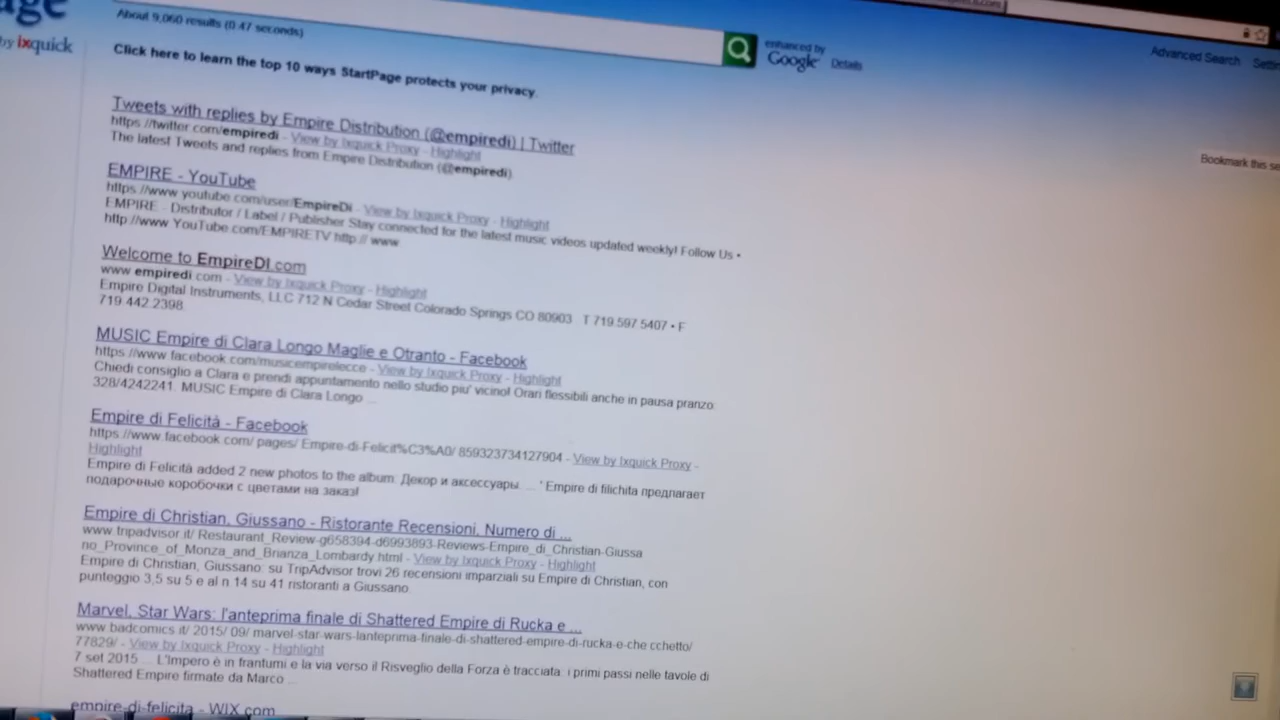 age
by ixquick
About 9,060 results (0.47 seconds)
enhanced by
Google Details
Advanced Search
Click here to learn the top 10 ways StartPage protects your privacy.
Bookmark this se
Tweets with replies by Empire Distribution (@empiredi) | Twitter
https://twitter.com/empiredi - View by Ixquick Proxy - Highlight
The latest Tweets and replies from Empire Distribution (@empiredi)
EMPIRE - YouTube
https://www.youtube.com/user/EmpireDi - View by Ixquick Proxy - Highlight
EMPIRE - Distributor / Label / Publisher Stay connected for the latest music videos updated weekly! Follow Us •
http://www YouTube.com/EMPIRETV http:// www
Welcome to EmpireDI.com
www.empiredi.com - View by Ixquick Proxy - Highlight
Empire Digital Instruments, LLC 712 N Cedar Street Colorado Springs CO 80903 T 719.597.5407 • F
719.442.2398.
MUSIC Empire di Clara Longo Maglie e Otranto - Facebook
https://www.facebook.com/musicempirelecce - View by Ixquick Proxy - Highlight
Chiedi consiglio a Clara e prendi appuntamento nello studio piu' vicino! Orari flessibili anche in pausa pranzo
328/4242241. MUSIC Empire di Clara Longo ...
Empire di Felicità - Facebook
https://www.facebook.com/ pages/ Empire-di-Felicit%C3%A0/ 859323734127904 - View by Ixquick Proxy -
Highlight
Empire di Felicità added 2 new photos to the album: Декор и аксессуары. ... ' Empire di filichita предлагает
подарочные коробочки с цветами на заказ!
Empire di Christian, Giussano - Ristorante Recensioni, Numero di ...
www.tripadvisor.it/ Restaurant_Review-g658394-d6993893-Reviews-Empire_di_Christian-Giussa
no_Province_of_Monza_and_Brianza_Lombardy.html - View by Ixquick Proxy - Highlight
Empire di Christian, Giussano: su TripAdvisor trovi 26 recensioni imparziali su Empire di Christian, con
punteggio 3,5 su 5 e al n.14 su 41 ristoranti a Giussano.
Marvel, Star Wars: l'anteprima finale di Shattered Empire di Rucka e ...
www.badcomics.it/ 2015/ 09/ marvel-star-wars-lanteprima-finale-di-shattered-empire-di-rucka-e-che cchetto/
77829/ - View by Ixquick Proxy - Highlight
7 set 2015 ... L'Impero è in frantumi e la via verso il Risveglio della Forza è tracciata: i primi passi nelle tavole di
Shattered Empire firmate da Marco ...
empire-di-felicita - WIX.com